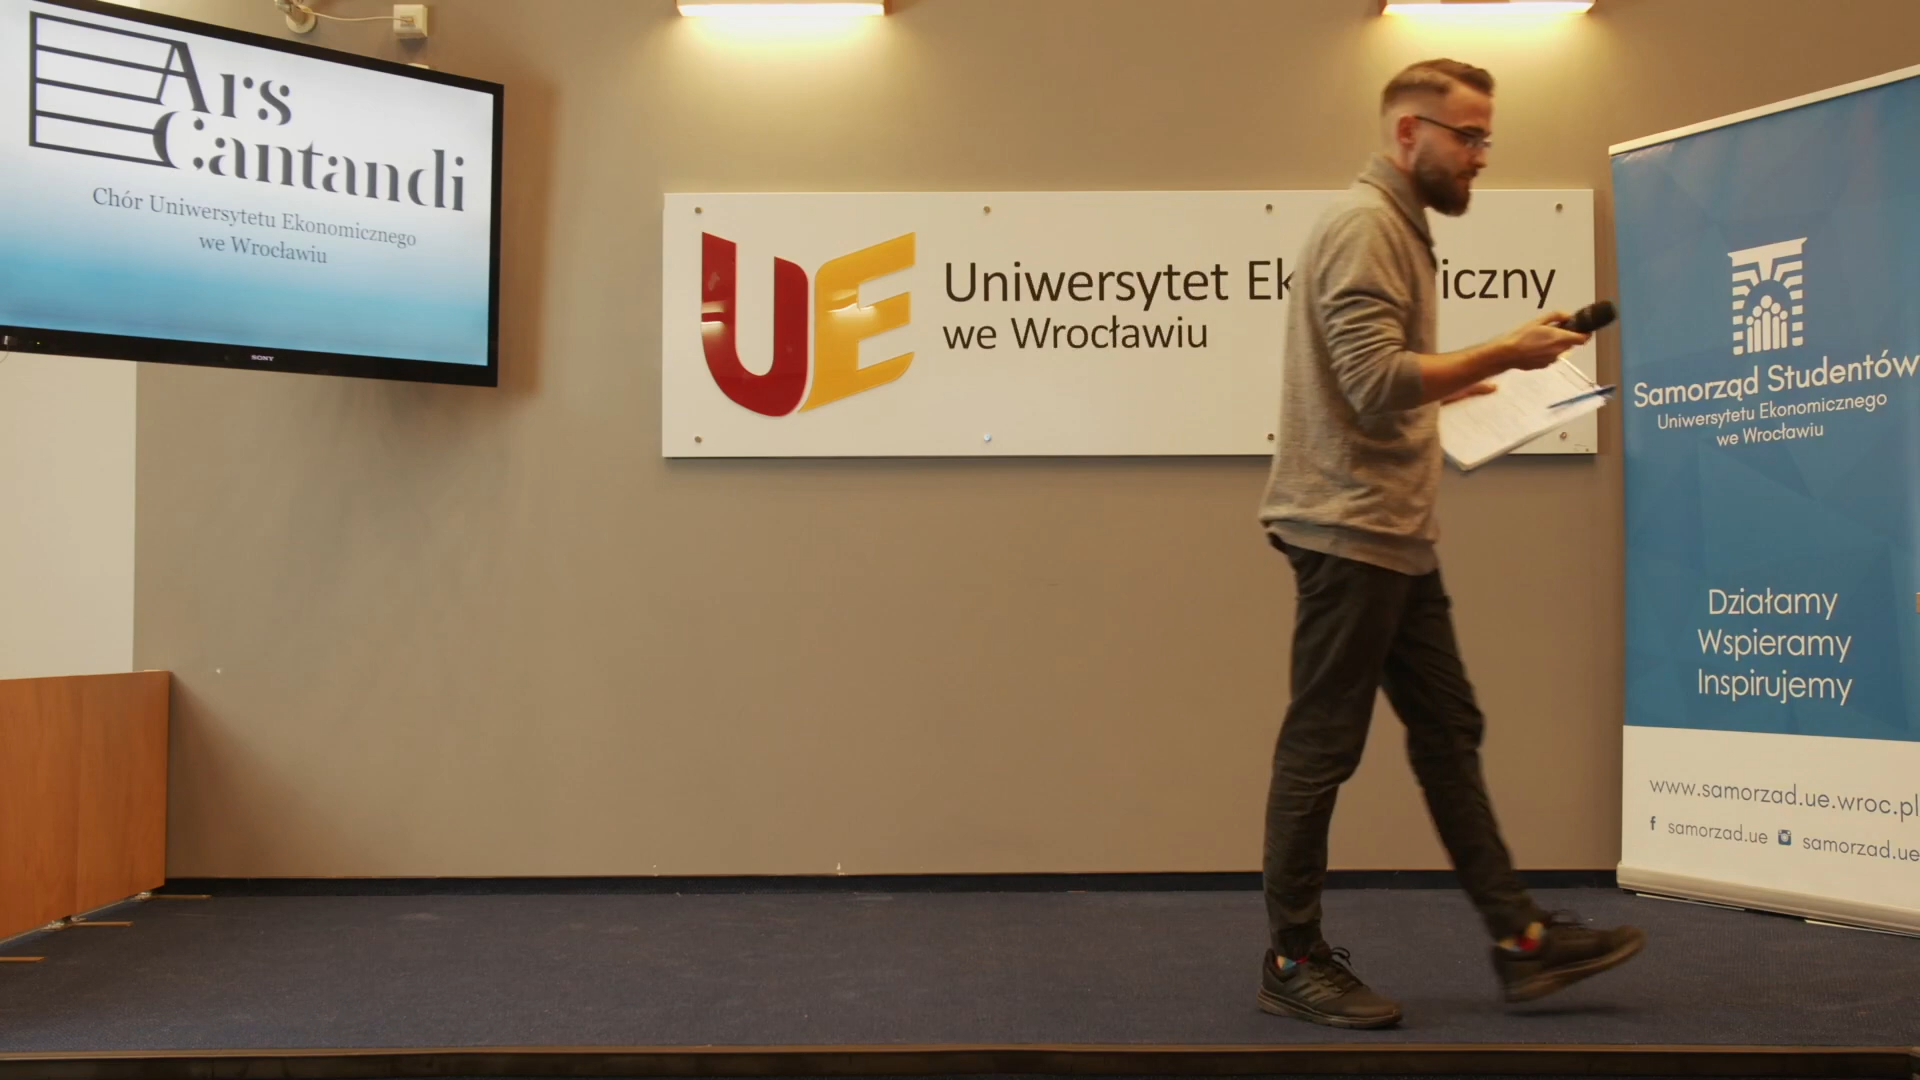 Ars
Cantandi
Chór Uniwersytetu Ekonomicznego
we Wrocławiu
SONY
UE
Uniwersytet Ek iczny
we Wrocławiu
Samorząd Studentów
Uniwersytetu Ekonomicznego
we Wrocławiu
Działamy
Wspieramy
Inspirujemy
www.samorzad.ue.wroc.pl
f samorzad.ue samorzad.ue